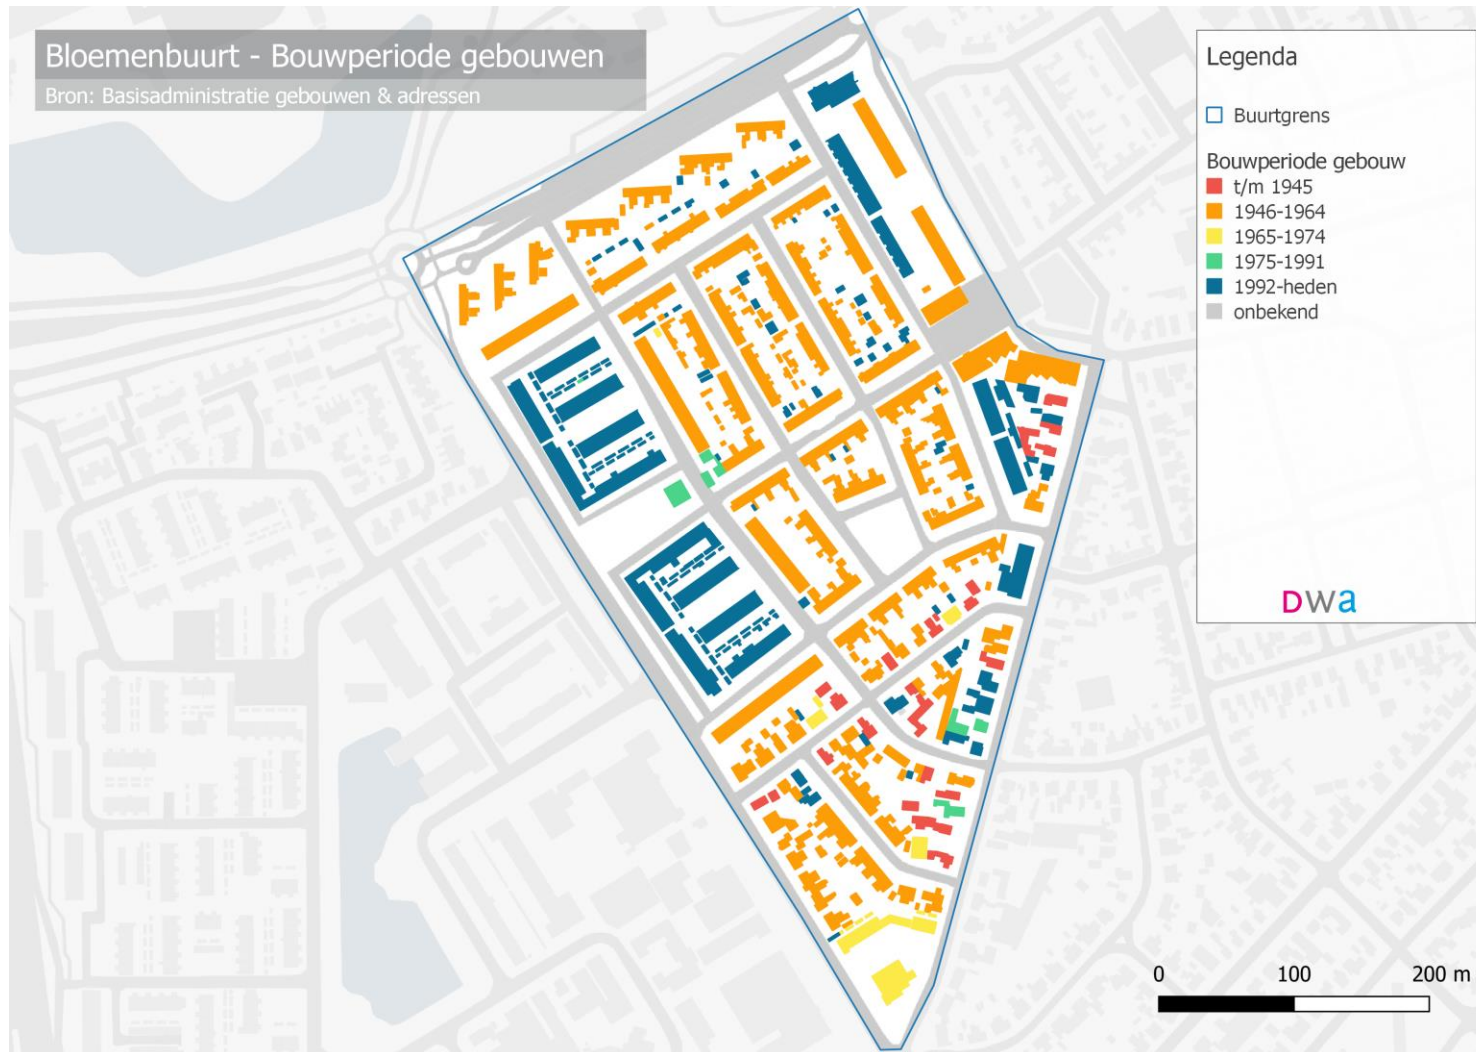 Bloemenbuurt - Bouwperiode gebouwen
Bron: Basisadministratie gebouwen & adressen
Legenda
Buurtgrens
Bouwperiode gebouw
t/m 1945
1946-1964
1965-1974
1975-1991
1992-heden
onbekend
DWa
0 100 200 m